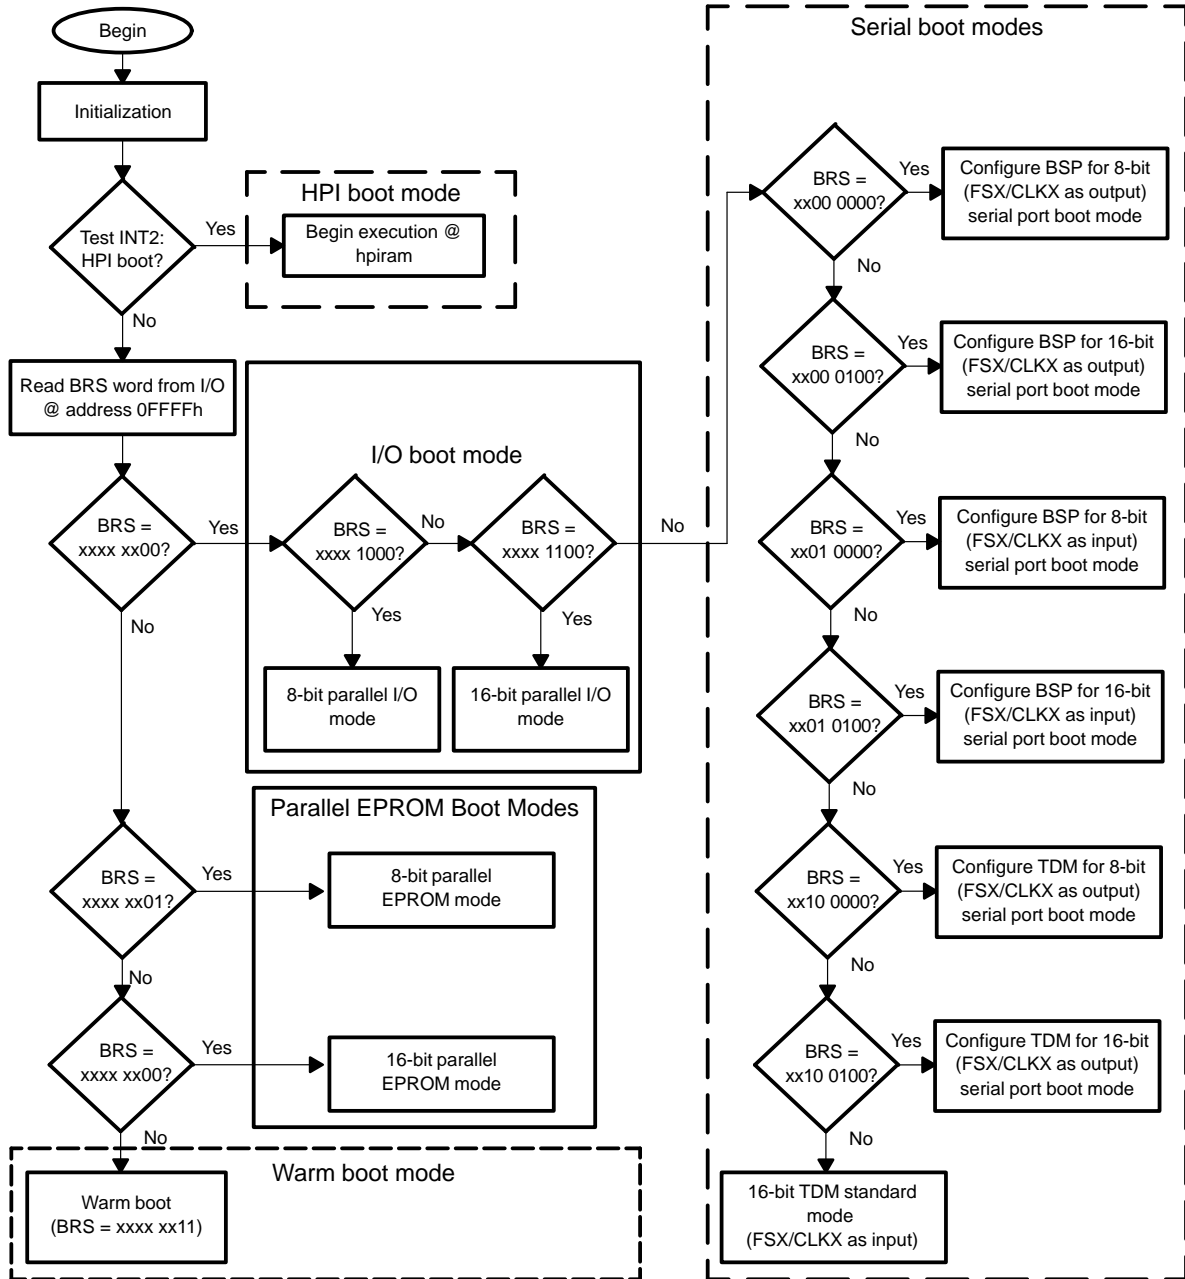 Begin
Initialization
Test INT2:
HPI boot?
Yes
No
HPI boot mode
Begin execution @
hpiram
Read BRS word from I/O
@ address 0FFFFh
BRS =
xxxx xx00?
Yes
No
I/O boot mode
BRS =
xxxx 1000?
No
Yes
BRS =
xxxx 1100?
No
Yes
8-bit parallel I/O
mode
16-bit parallel I/O
mode
BRS =
xxxx xx01?
Yes
No
Parallel EPROM Boot Modes
8-bit parallel
EPROM mode
BRS =
xxxx xx00?
Yes
No
16-bit parallel
EPROM mode
Warm boot mode
Warm boot
(BRS = xxxx xx11)
Serial boot modes
BRS =
xx00 0000?
Yes
No
Configure BSP for 8-bit
(FSX/CLKX as output)
serial port boot mode
BRS =
xx00 0100?
Yes
No
Configure BSP for 16-bit
(FSX/CLKX as output)
serial port boot mode
BRS =
xx01 0000?
Yes
No
Configure BSP for 8-bit
(FSX/CLKX as input)
serial port boot mode
BRS =
xx01 0100?
Yes
No
Configure BSP for 16-bit
(FSX/CLKX as input)
serial port boot mode
BRS =
xx10 0000?
Yes
No
Configure TDM for 8-bit
(FSX/CLKX as output)
serial port boot mode
BRS =
xx10 0100?
Yes
No
Configure TDM for 16-bit
(FSX/CLKX as output)
serial port boot mode
16-bit TDM standard
mode
(FSX/CLKX as input)